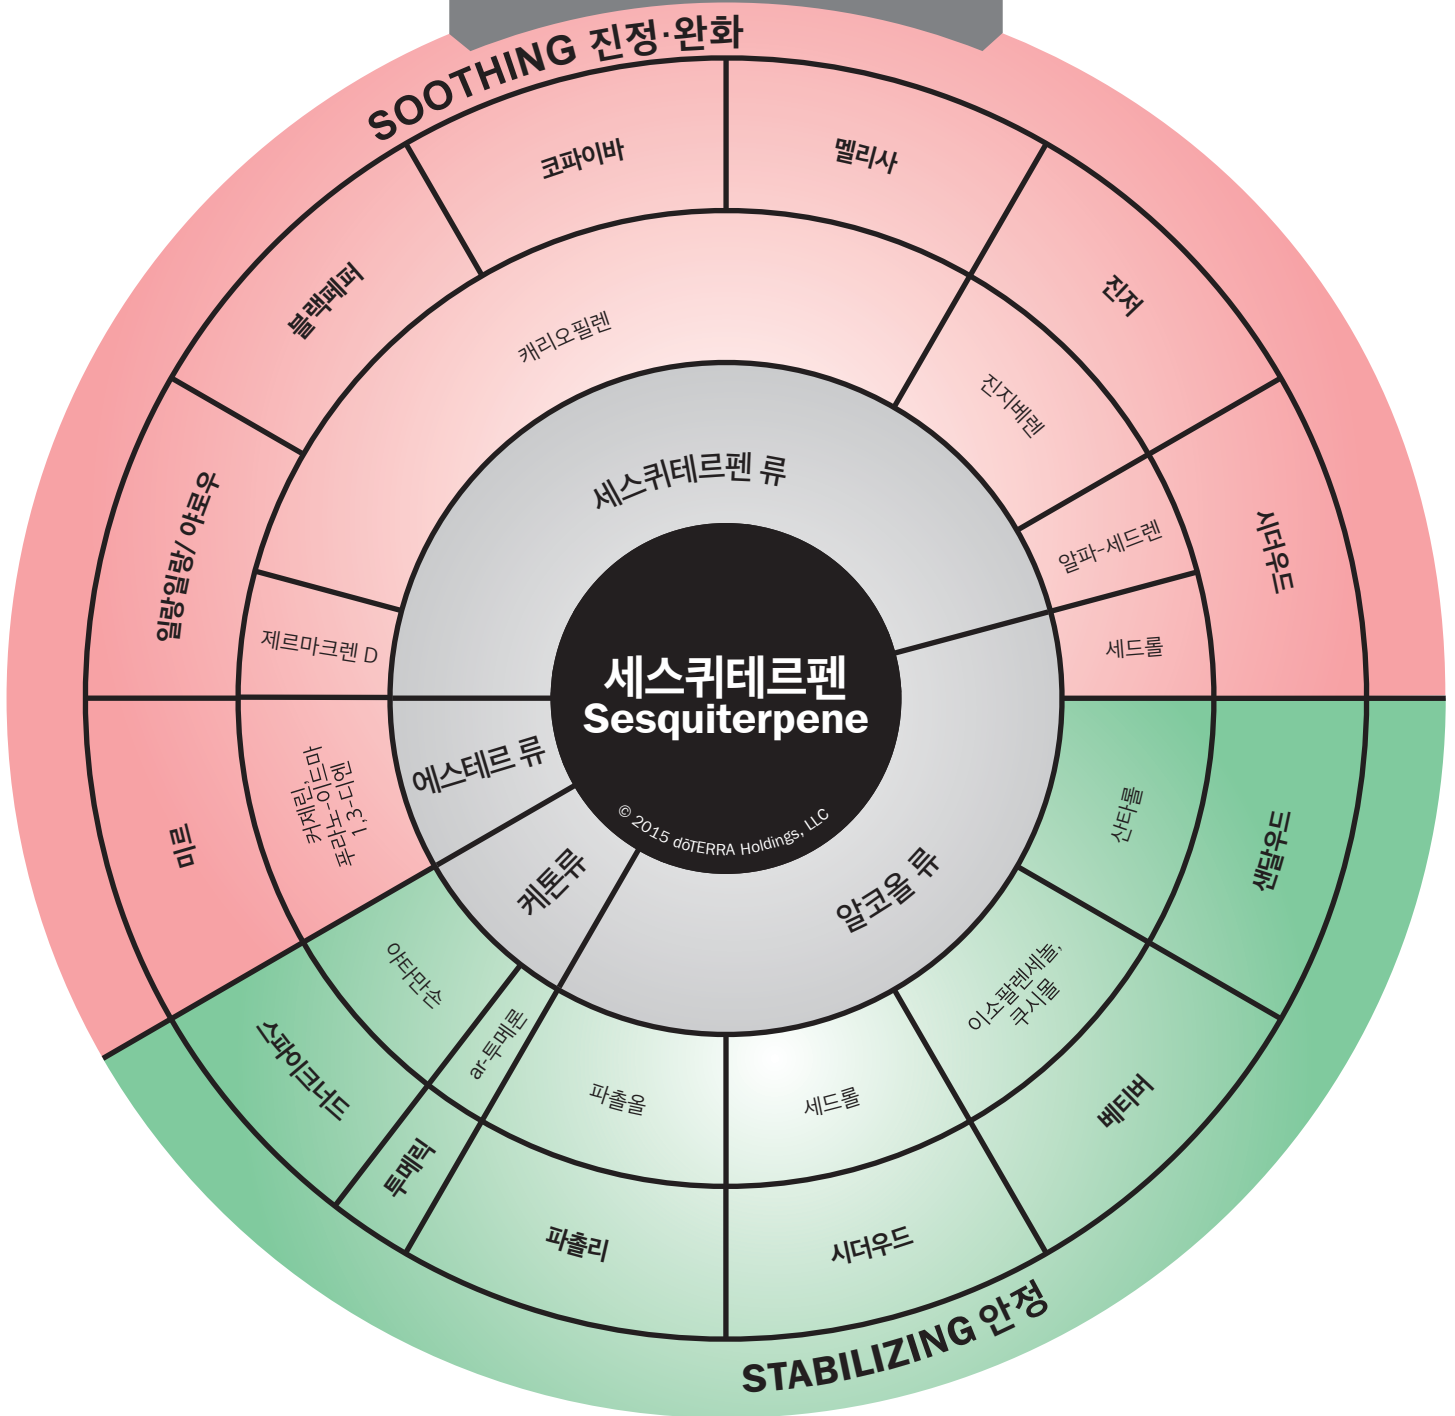 SOOTHING 진정·완화
코파이바
멜리사
블랙페퍼
진저
캐리오필렌
진지베렌
일랑일랑/ 야로우
시더우드
세스퀴테르펜 류
알파-세드렌
제르마크렌 D
세드롤
세스퀴테르펜
Sesquiterpene
© 2015 dōTERRA Holdings, LLC
에스테르 류
미르
커제린,
푸라노-이드마
1,3-디엔
산타롤
샌달우드
케톤류
알코올 류
야타만손
ar-투메론
이소팔렌세놀,
쿠시몰
스파이크너드
투메릭
파촐올
세드롤
베티버
파촐리
시더우드
STABILIZING 안정